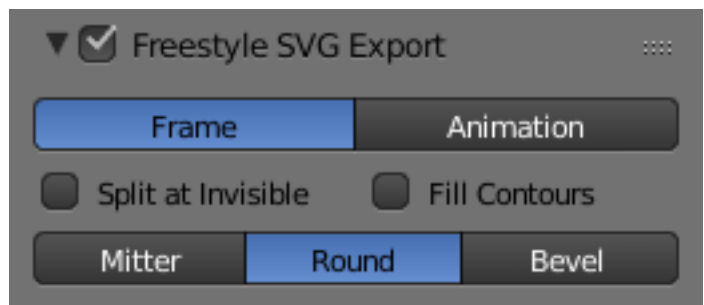 Freestyle SVG Export
Frame Animation
Split at Invisible Fill Contours
Mitter Round Bevel